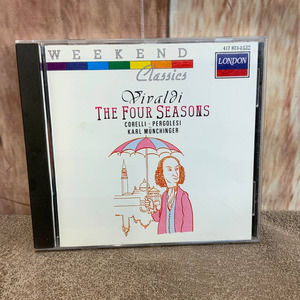 WEEKEND
Classics
LONDON
Vivaldi
THE FOUR SEASONS
CORELLI · PERGOLESI
KARL MÜNCHINGER